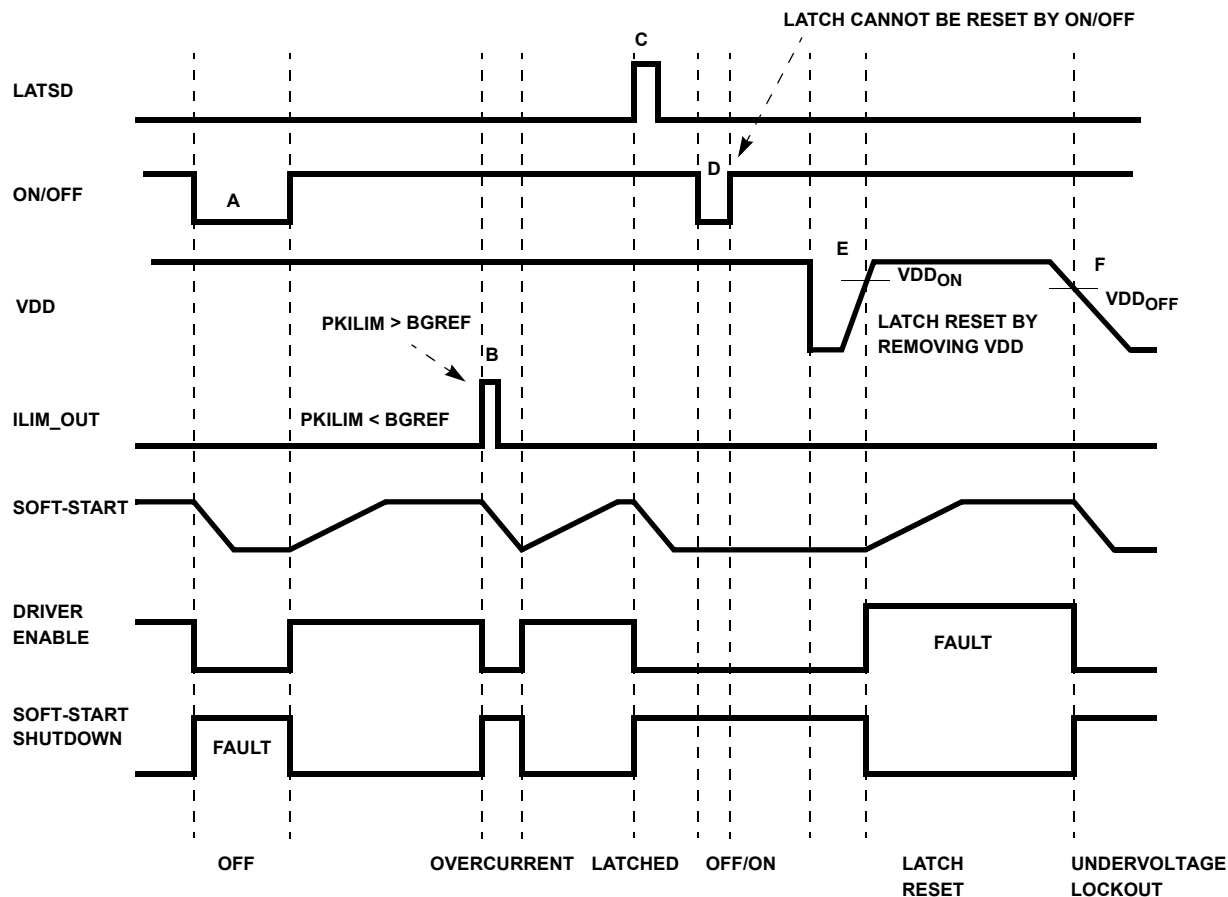 LATCH CANNOT BE RESET BY ON/OFF
C
LATSD
D
ON/OFF
A
E
F
VDD
VDDON
VDDOFF
PKILIM > BGREF
LATCH RESET BY
REMOVING VDD
B
ILIM_OUT
PKILIM < BGREF
SOFT-START
DRIVER
ENABLE
FAULT
SOFT-START
SHUTDOWN
FAULT
OFF
OVERCURRENT
LATCHED
OFF/ON
LATCH
RESET
UNDERVOLTAGE
LOCKOUT